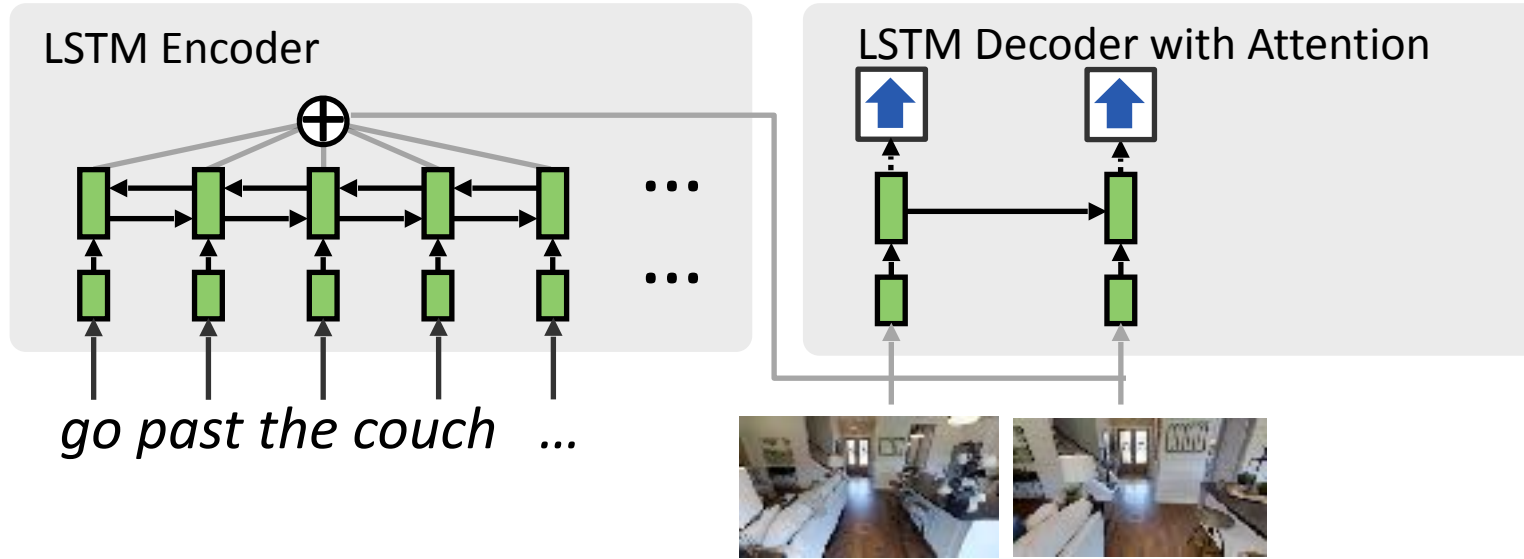 LSTM Encoder
LSTM Decoder with Attention
...
...
go past the couch ...